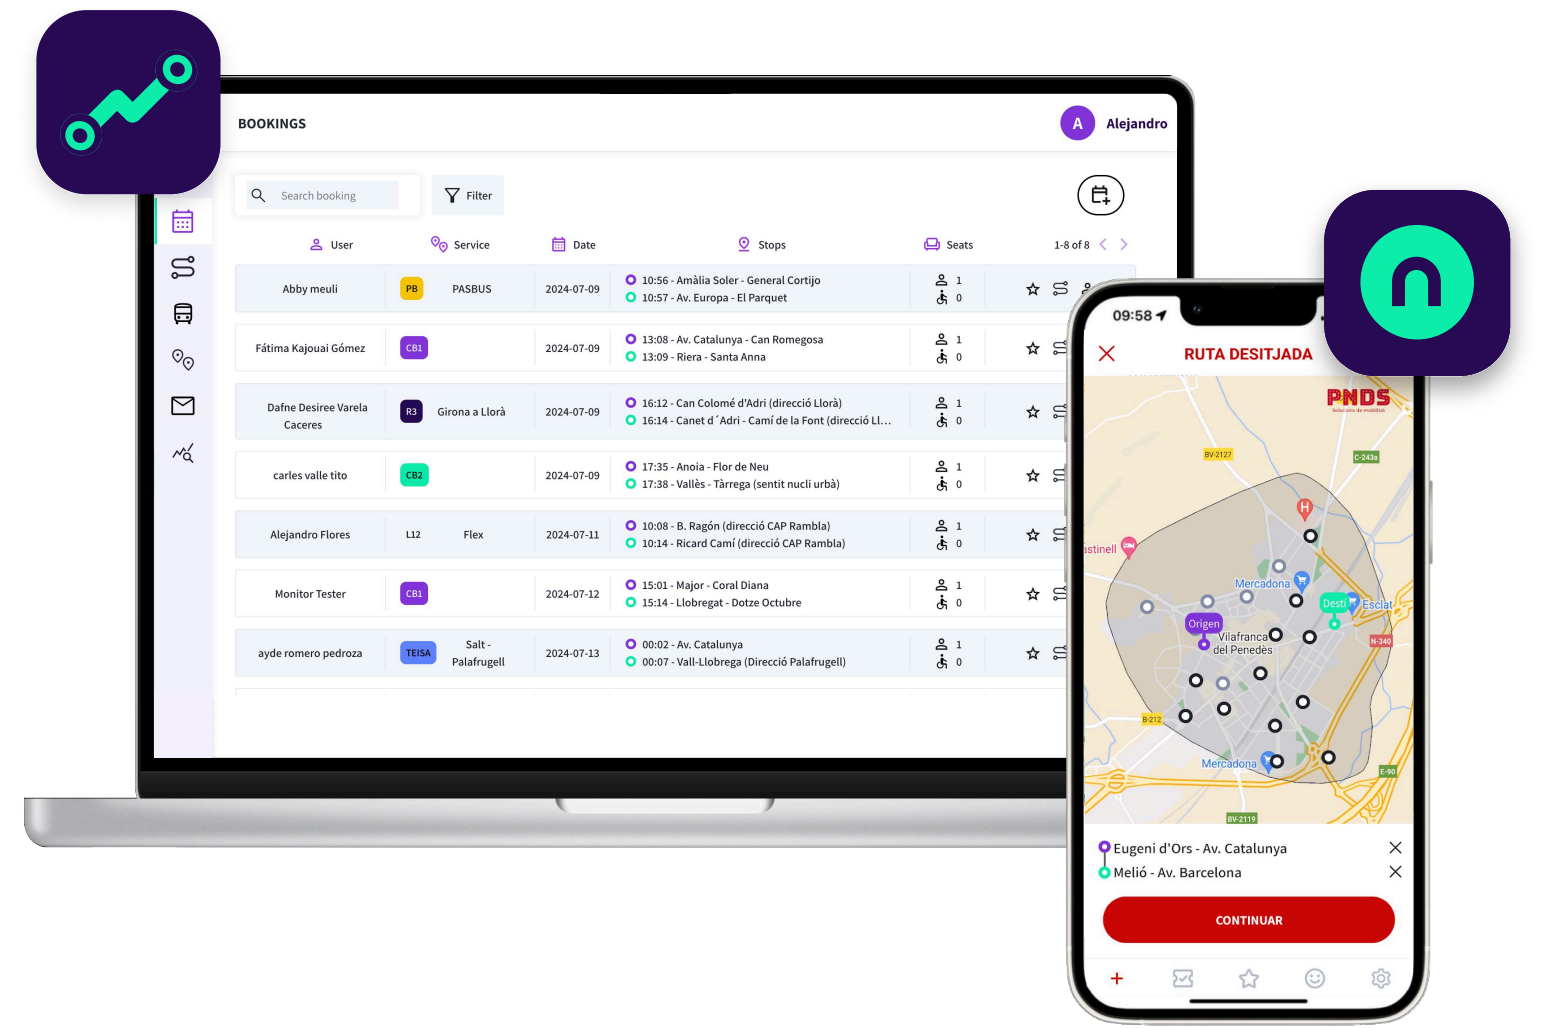 BOOKINGS
A
Alejandro
Search booking
Filter
User
Service
Date
Stops
Seats
1-8 of 8
Abby meuli
PB
PASBUS
2024-07-09
10:56 - Amàlia Soler - General Cortijo
10:57 - Av. Europa - El Parquet
1
0
Fátima Kajouai Gómez
CB1
2024-07-09
13:08 - Av. Catalunya - Can Romegosa
13:09 - Riera - Santa Anna
1
0
Dafne Desiree Varela
Caceres
R3
Girona a Llorà
2024-07-09
16:12 - Can Colomé d'Adri (direcció Llorà)
16:14 - Canet d´Adri - Camí de la Font (direcció Ll...
1
0
carles valle tito
CB2
2024-07-09
17:35 - Anoia - Flor de Neu
17:38 - Vallès - Tàrrega (sentit nucli urbà)
1
0
Alejandro Flores
L12
Flex
2024-07-11
10:08 - B. Ragón (direcció CAP Rambla)
10:14 - Ricard Camí (direcció CAP Rambla)
1
0
Monitor Tester
CB1
2024-07-12
15:01 - Major - Coral Diana
15:14 - Llobregat - Dotze Octubre
1
0
ayde romero pedroza
TEISA
Salt -
Palafrugell
2024-07-13
00:02 - Av. Catalunya
00:07 - Vall-Llobrega (Direcció Palafrugell)
1
0
09:58
RUTA DESITJADA
PNDS
Solucions de mobilitat
BV-2127
C-243a
H
astinell
Mercadona
Destí
Esclat
Origen
Vilafranca
del Penedès
N-340
B-212
Mercadona
E-90
BV-2119
Eugeni d'Ors - Av. Catalunya
Melió - Av. Barcelona
CONTINUAR